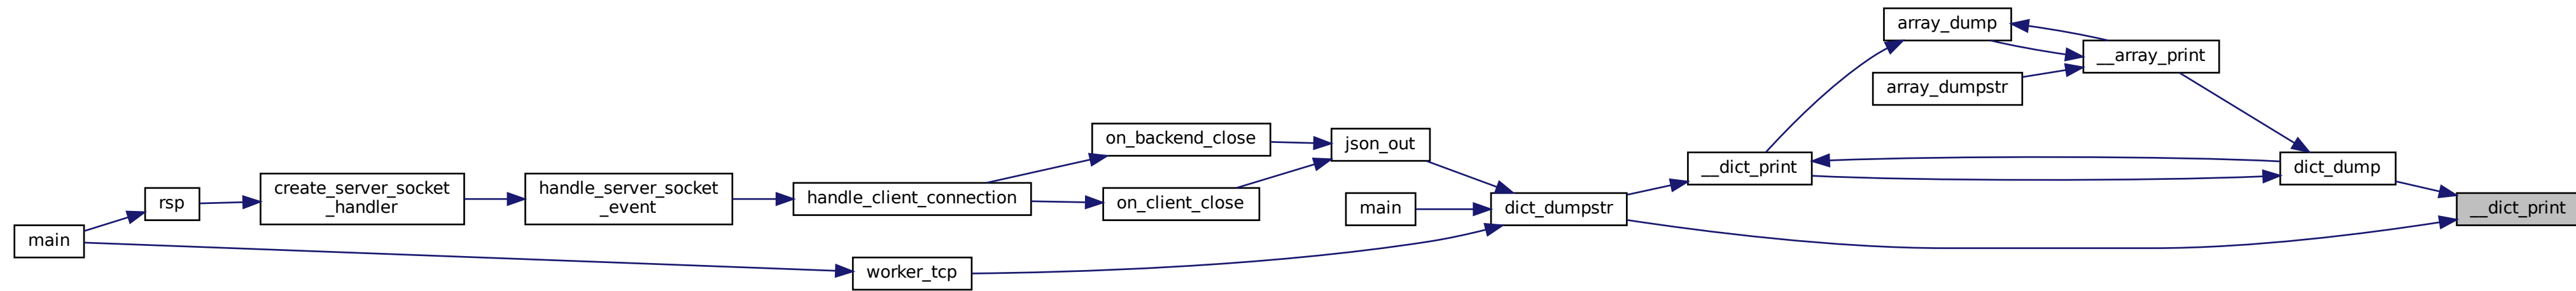 array_dump
__array_print
array_dumpstr
on_backend_close
json_out
__dict_print
dict_dump
create_server_socket
_handler
handle_server_socket
_event
handle_client_connection
on_client_close
main
dict_dumpstr
__dict_print
rsp
main
worker_tcp